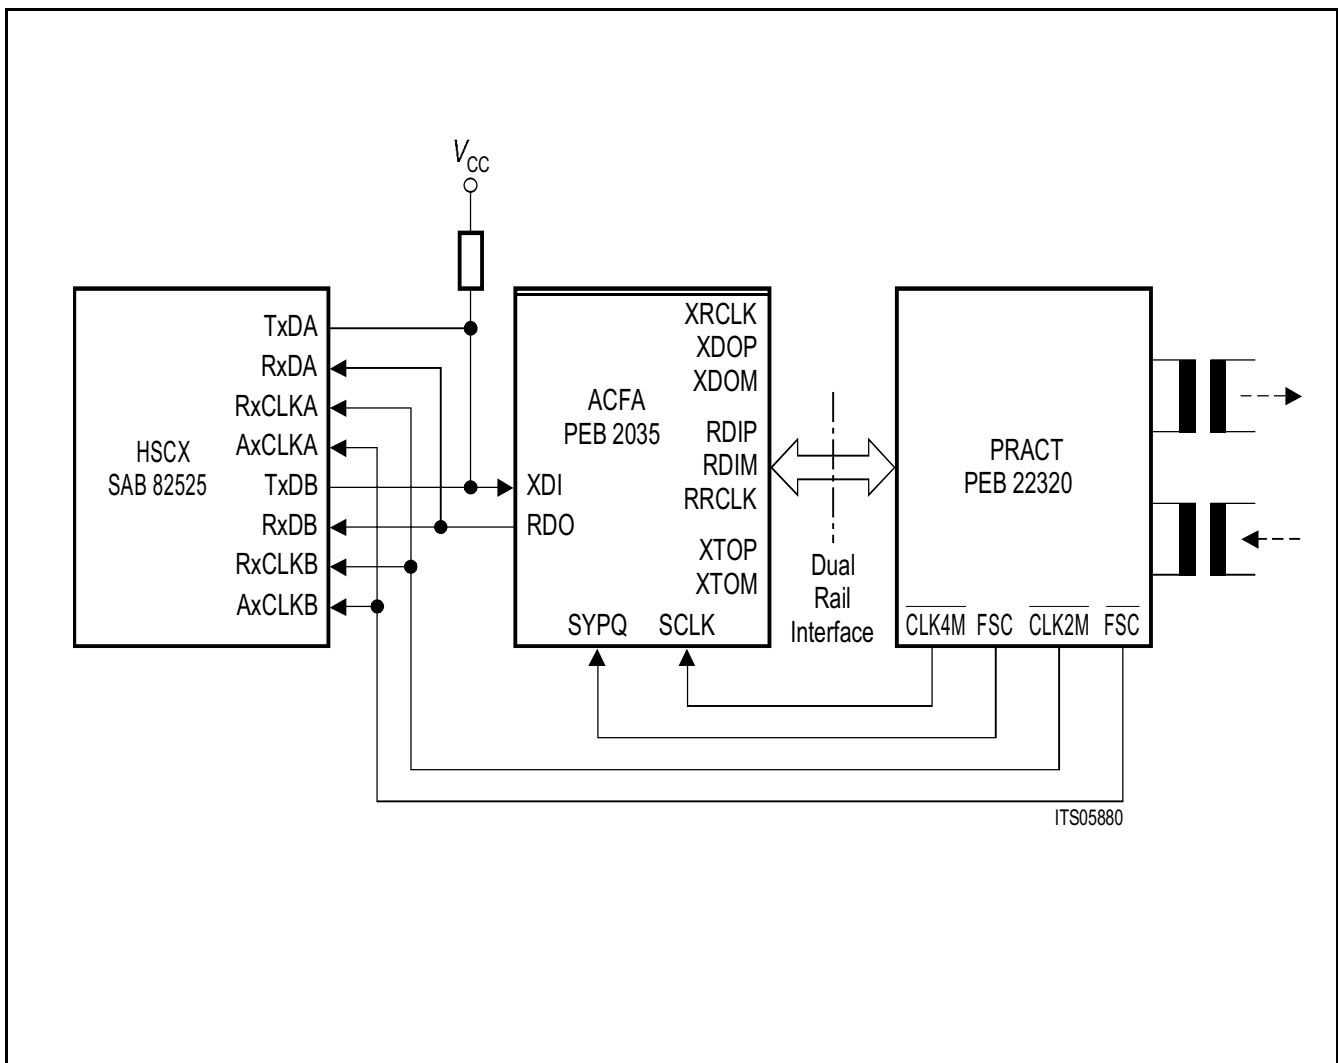 VCC
HSCX
SAB 82525
TxDA
RxDA
RxCLKA
AxCLKA
TxDB
RxDB
RxCLKB
AxCLKB
ACFA
PEB 2035
XDI
RDO
XRCLK
XDOP
XDOM
RDIP
RDIM
RRCLK
XTOP
XTOM
SYPQ SCLK
Dual
Rail
Interface
PRACT
PEB 22320
CLK4M FSC CLK2M FSC
ITS05880